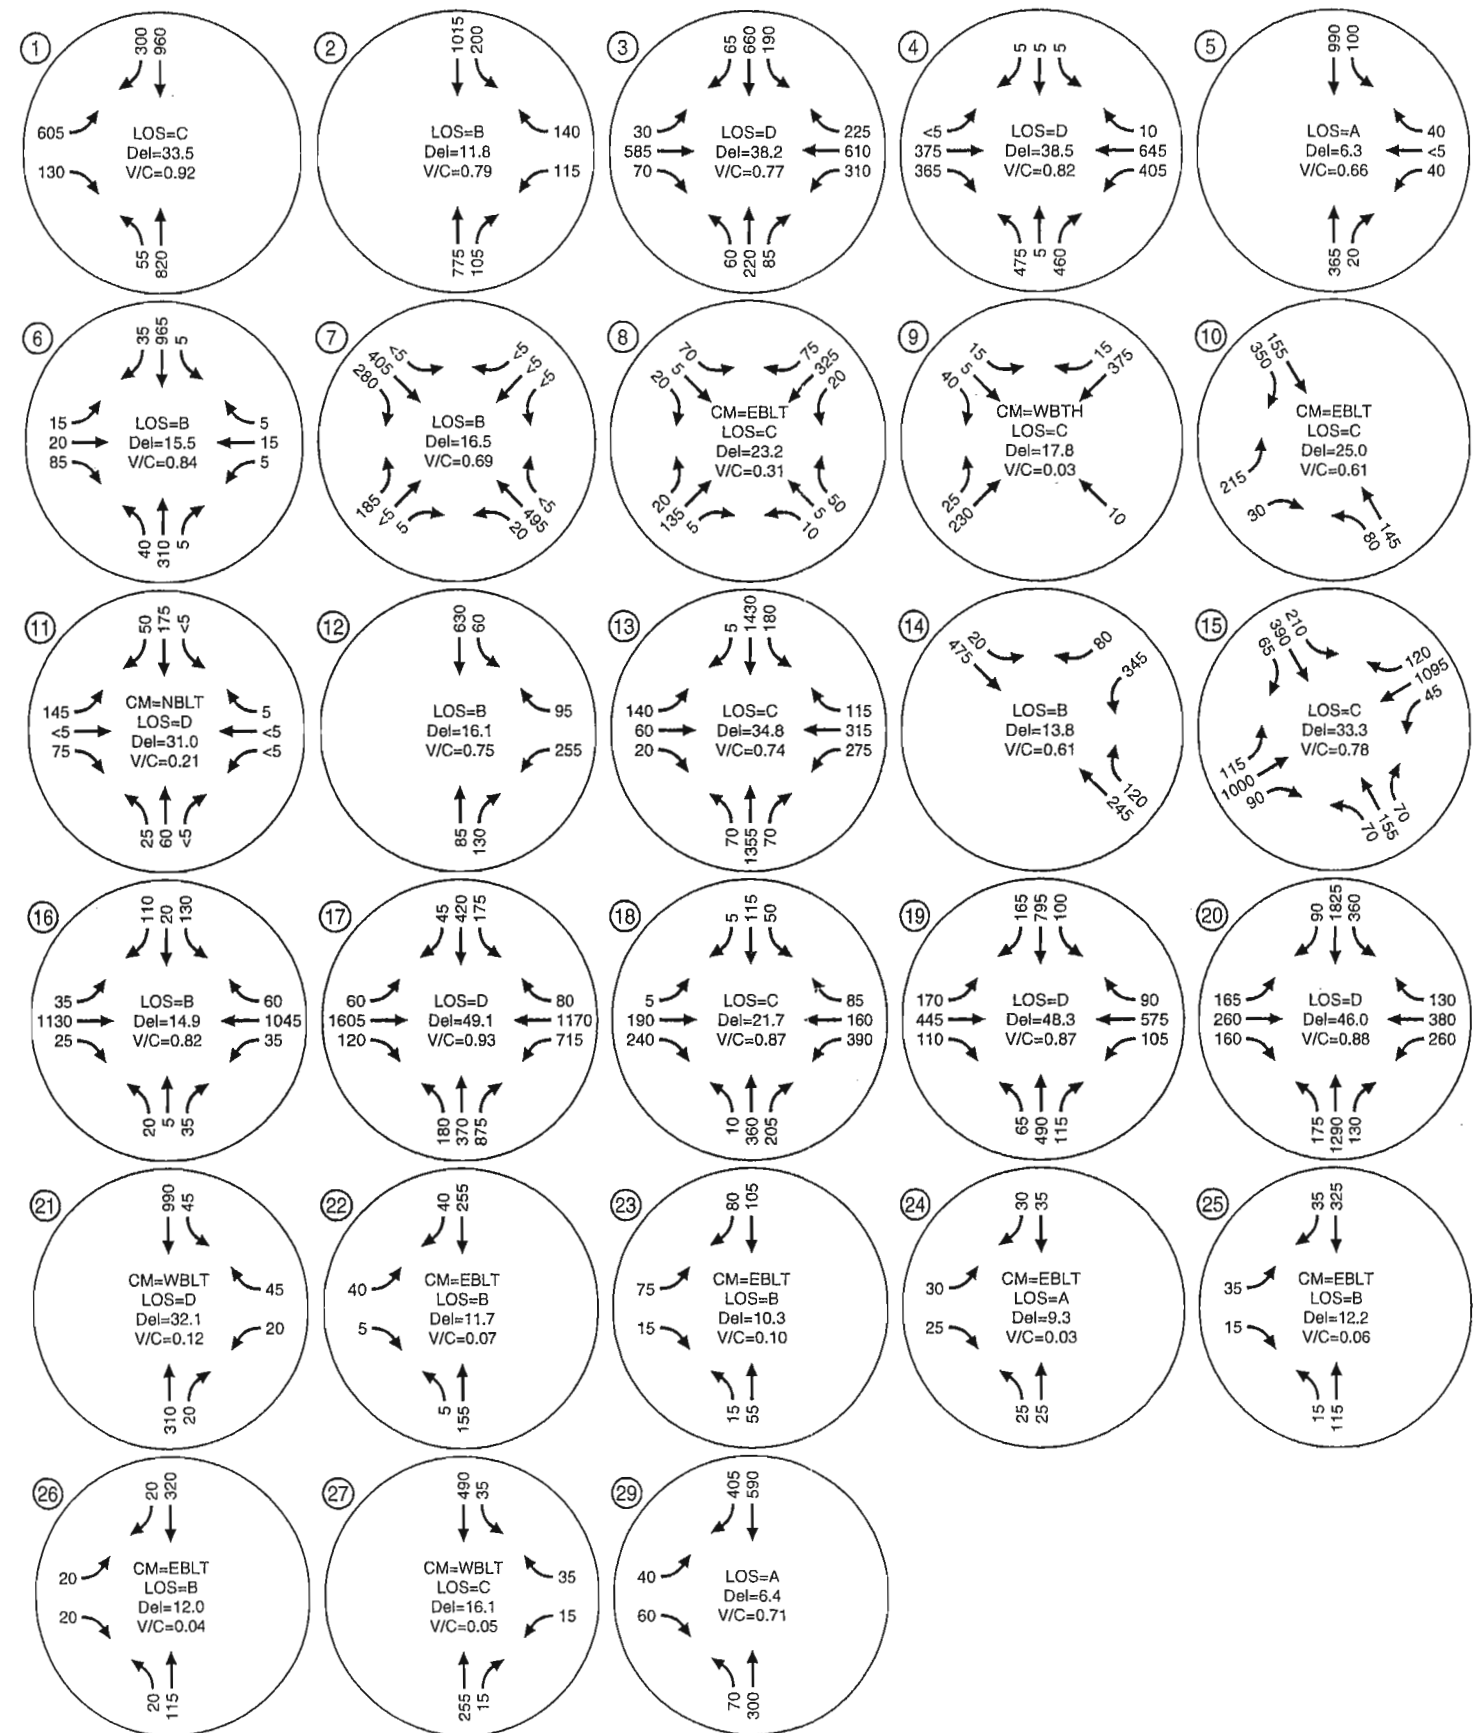 1
300
960
605
130
LOS=C
Del=33.5
V/C=0.92
55
820
2
1015
200
LOS=B
Del=11.8
V/C=0.79
140
115
775
105
3
65
660
190
30
585
70
LOS=D
Del=38.2
V/C=0.77
225
610
310
60
220
85
4
5
5
5
<5
375
365
LOS=D
Del=38.5
V/C=0.82
10
645
405
475
5
460
5
990
100
LOS=A
Del=6.3
V/C=0.66
40
<5
40
365
20
6
35
965
5
15
20
85
LOS=B
Del=15.5
V/C=0.84
5
15
5
40
310
5
7
<5
405
280
<5
<5
<5
LOS=B
Del=16.5
V/C=0.69
185
<5
5
<5
495
20
8
70
5
20
75
325
20
CM=EBLT
LOS=C
Del=23.2
V/C=0.31
20
135
5
50
5
10
9
15
5
40
15
375
CM=WBTH
LOS=C
Del=17.8
V/C=0.03
25
230
10
10
155
350
CM=EBLT
LOS=C
Del=25.0
V/C=0.61
215
30
145
80
11
50
175
<5
145
<5
75
CM=NBLT
LOS=D
Del=31.0
V/C=0.21
5
<5
<5
25
60
<5
12
630
60
LOS=B
Del=16.1
V/C=0.75
95
255
85
130
13
5
1430
180
140
60
20
LOS=C
Del=34.8
V/C=0.74
115
315
275
70
1355
70
14
20
475
80
345
LOS=B
Del=13.8
V/C=0.61
120
245
15
210
390
65
120
1095
45
LOS=C
Del=33.3
V/C=0.78
115
1000
90
70
155
70
16
110
20
130
35
1130
25
LOS=B
Del=14.9
V/C=0.82
60
1045
35
20
5
35
17
45
420
175
60
1605
120
LOS=D
Del=49.1
V/C=0.93
80
1170
715
180
370
875
18
5
115
50
5
190
240
LOS=C
Del=21.7
V/C=0.87
85
160
390
10
360
205
19
165
795
100
170
445
110
LOS=D
Del=48.3
V/C=0.87
90
575
105
65
490
115
20
90
1825
360
165
260
160
LOS=D
Del=46.0
V/C=0.88
130
380
260
175
1290
130
21
990
45
CM=WBLT
LOS=D
Del=32.1
V/C=0.12
45
20
310
20
22
40
255
40
5
CM=EBLT
LOS=B
Del=11.7
V/C=0.07
5
155
23
80
105
75
15
CM=EBLT
LOS=B
Del=10.3
V/C=0.10
15
55
24
30
35
30
25
CM=EBLT
LOS=A
Del=9.3
V/C=0.03
25
25
25
35
325
35
15
CM=EBLT
LOS=B
Del=12.2
V/C=0.06
15
115
26
20
320
20
20
CM=EBLT
LOS=B
Del=12.0
V/C=0.04
20
115
27
490
35
CM=WBLT
LOS=C
Del=16.1
V/C=0.05
35
15
255
15
29
405
590
40
60
LOS=A
Del=6.4
V/C=0.71
70
300